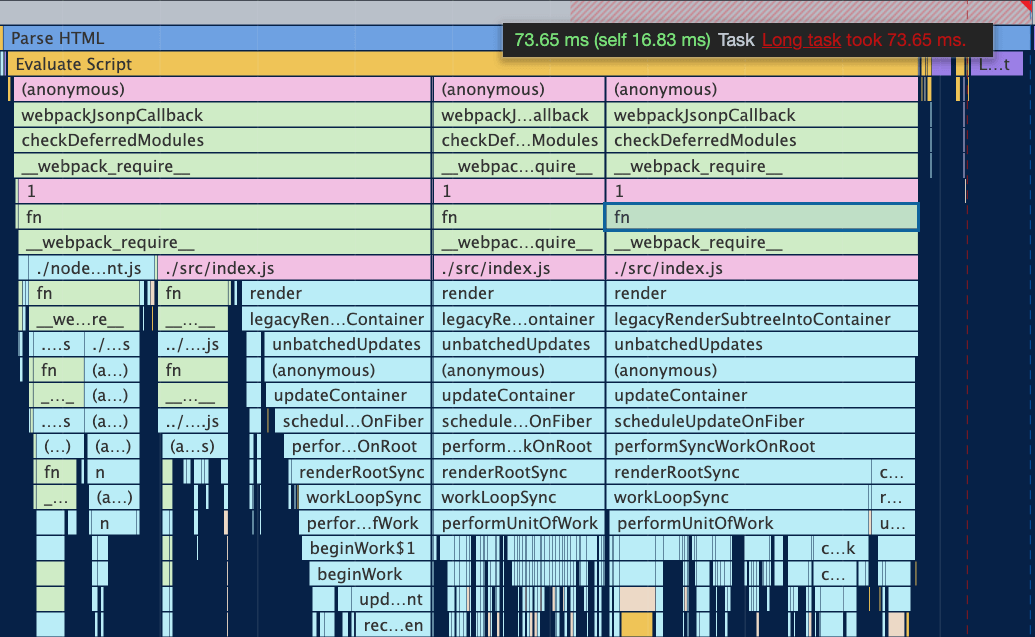 Parse HTML
73.65 ms (self 16.83 ms) Task Long task took 73.65 ms.
Evaluate Script L...t
(anonymous) (anonymous) (anonymous)
webpackJsonpCallback webpackJ...allback webpackJsonpCallback
checkDeferredModules checkDef...Modules checkDeferredModules
__webpack_require__ __webpac...quire__ __webpack_require__
1 1 1
fn fn fn
__webpack_require__ __webpac...quire__ __webpack_require__
./node...nt.js ./src/index.js ./src/index.js ./src/index.js
fn fn render render render
__we...re__ __...__ legacyRen...Container legacyRe...ontainer legacyRenderSubtreeIntoContainer
....s ./...s ../....js unbatchedUpdates unbatchedUpdates unbatchedUpdates
fn (a...) fn (anonymous) (anonymous) (anonymous)
_..._ (a...) __...__ updateContainer updateContainer updateContainer
....s (a...) ../....js schedul...OnFiber schedule...OnFiber scheduleUpdateOnFiber
(...) (a...) (a...s) perfor...OnRoot perform...kOnRoot performSyncWorkOnRoot
fn n renderRootSync renderRootSync renderRootSync c...
_... (a...) workLoopSync workLoopSync workLoopSync r...
n perfor...fWork performUnitOfWork performUnitOfWork u...
beginWork$1 c...k
beginWork c...
upd...nt
rec...en